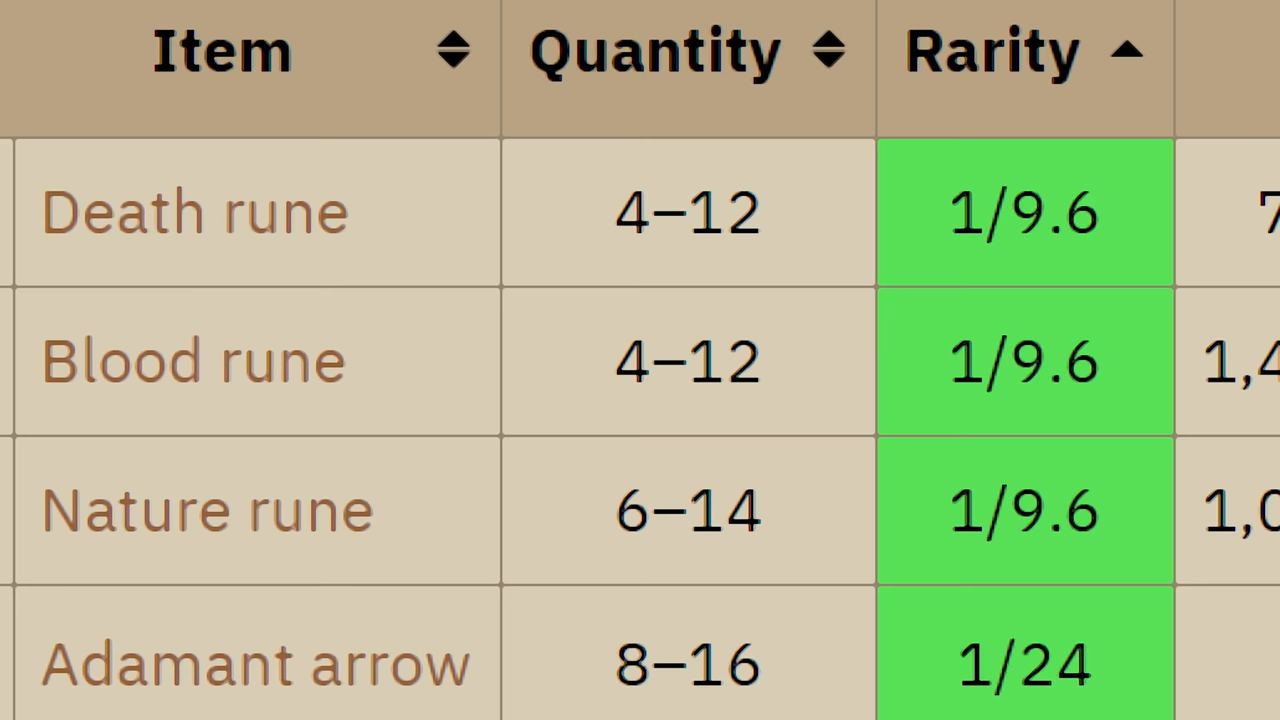 Item Quantity Rarity
Death rune 4–12 1/9.6
Blood rune 4–12 1/9.6
Nature rune 6–14 1/9.6
Adamant arrow 8–16 1/24